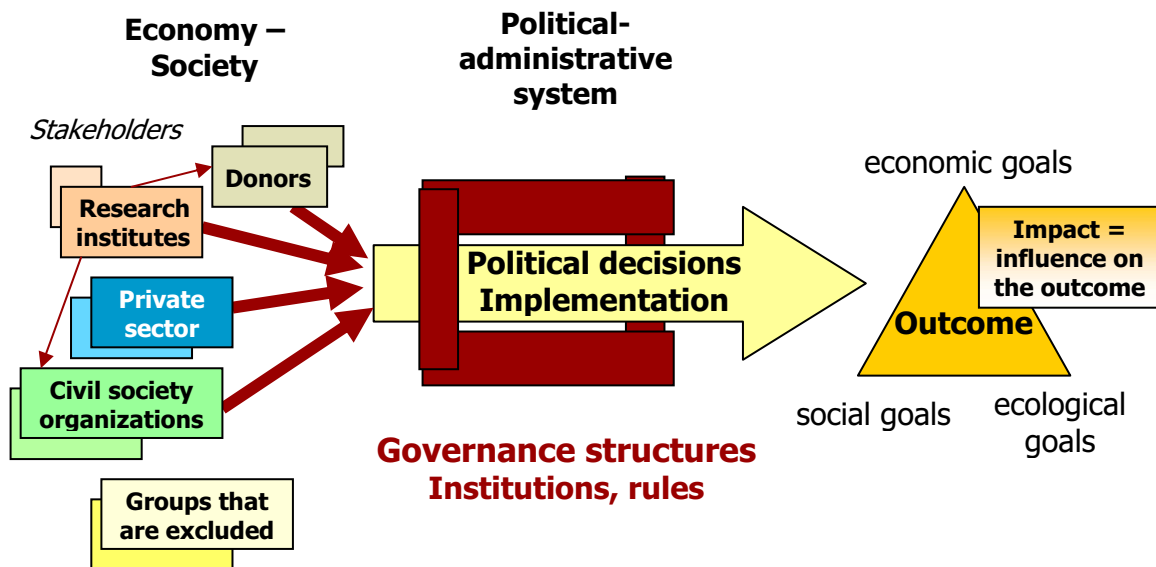 Economy –
Society
Political-
administrative
system
Stakeholders
Donors
Research
institutes
Private
sector
Civil society
organizations
Groups that
are excluded
Political decisions
Implementation
Governance structures
Institutions, rules
economic goals
Impact =
influence on
the outcome
Outcome
social goals
ecological
goals